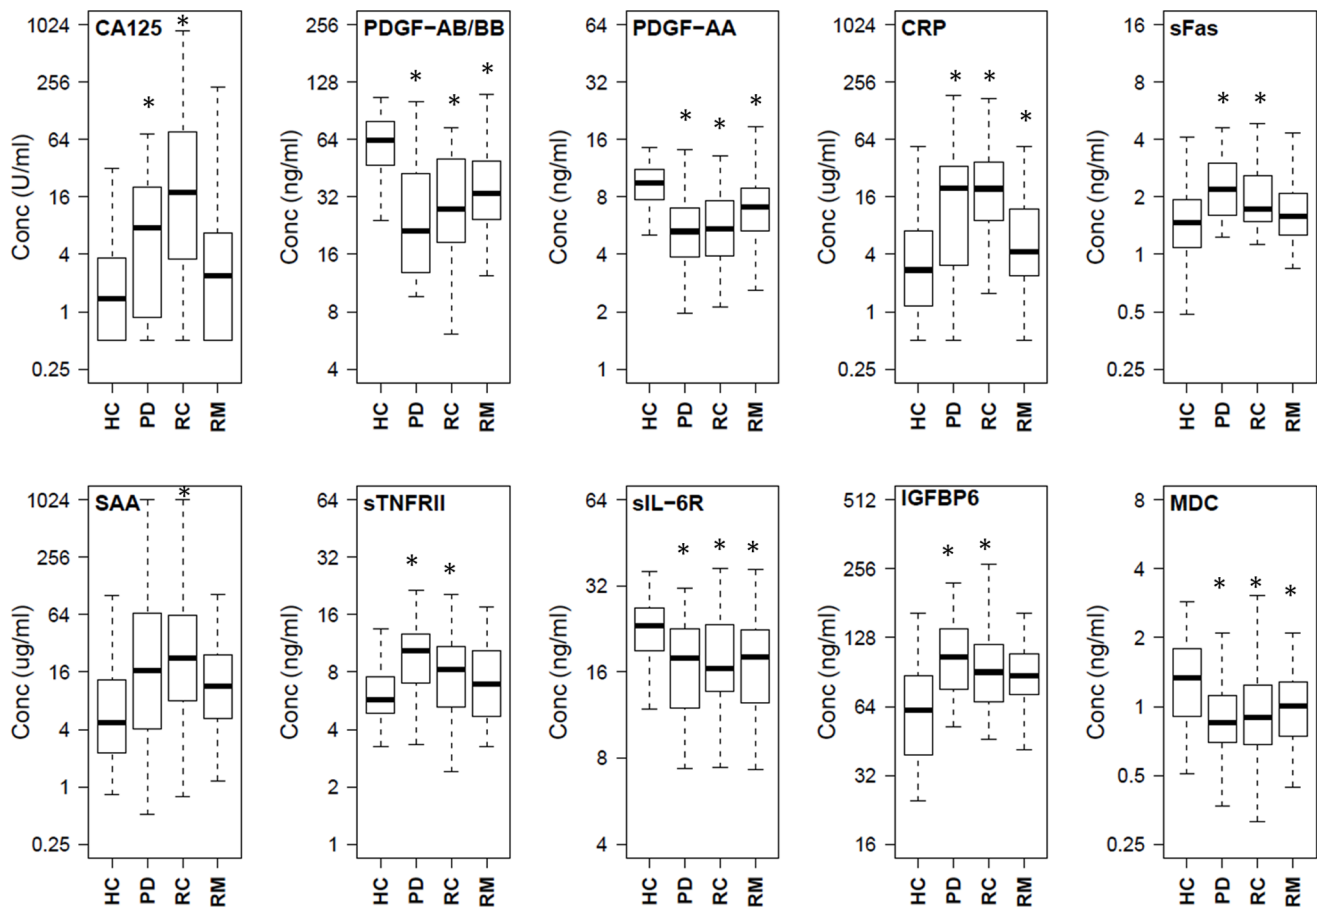 CA125
Conc (U/ml)
1024
256
64
16
4
1
0.25
HC PD RC RM
* *
PDGF−AB/BB
Conc (ng/ml)
256
128
64
32
16
8
4
HC PD RC RM
* * *
PDGF−AA
Conc (ng/ml)
64
32
16
8
4
2
1
HC PD RC RM
* * *
CRP
Conc (ug/ml)
1024
256
64
16
4
1
0.25
HC PD RC RM
* * *
sFas
Conc (ng/ml)
16
8
4
2
1
0.5
0.25
HC PD RC RM
* *
SAA
Conc (ug/ml)
1024
256
64
16
4
1
0.25
HC PD RC RM
*
sTNFRII
Conc (ng/ml)
64
32
16
8
4
2
1
HC PD RC RM
* *
sIL−6R
Conc (ng/ml)
64
32
16
8
4
HC PD RC RM
* * *
IGFBP6
Conc (ng/ml)
512
256
128
64
32
16
HC PD RC RM
* *
MDC
Conc (ng/ml)
8
4
2
1
0.5
0.25
HC PD RC RM
* * *